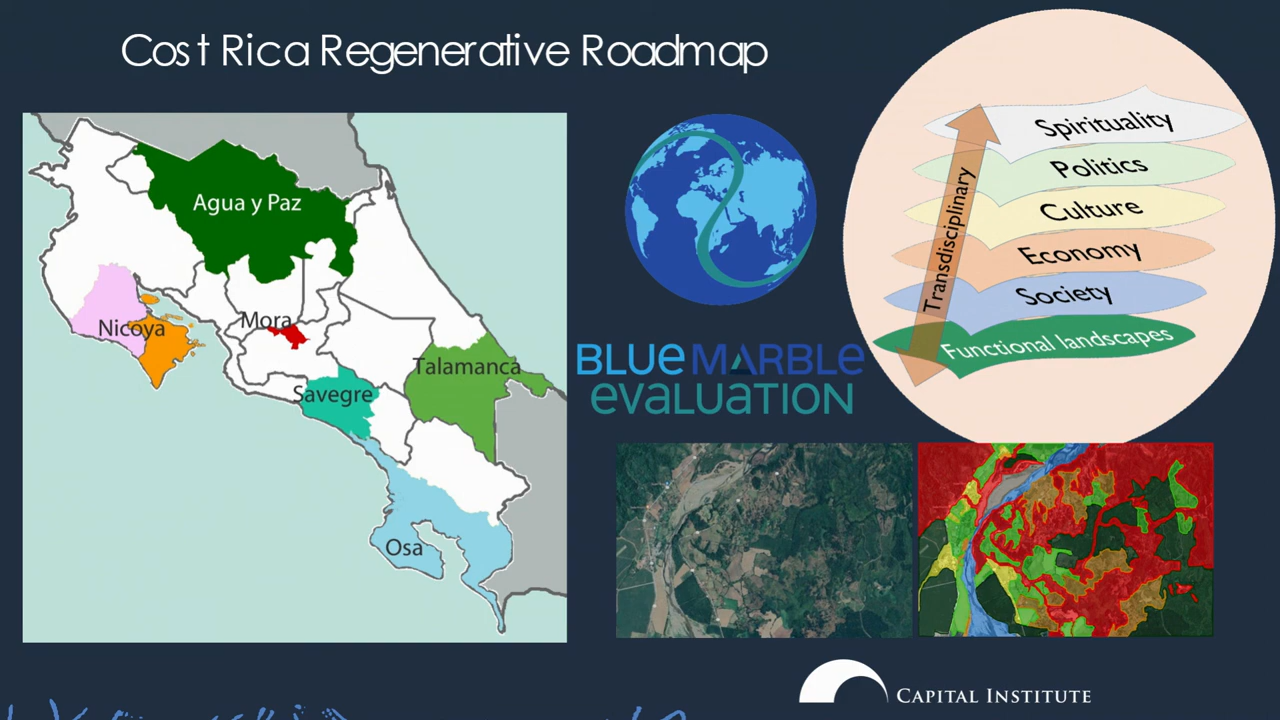 Cost Rica Regenerative Roadmap
Agua y Paz
Nicoya
Mora
Talamanca
Savegre
Osa
BLUE MARBLE
evaluation
Spirituality
Politics
Culture
Economy
Society
Functional landscapes
Transdisciplinary
CAPITAL INSTITUTE